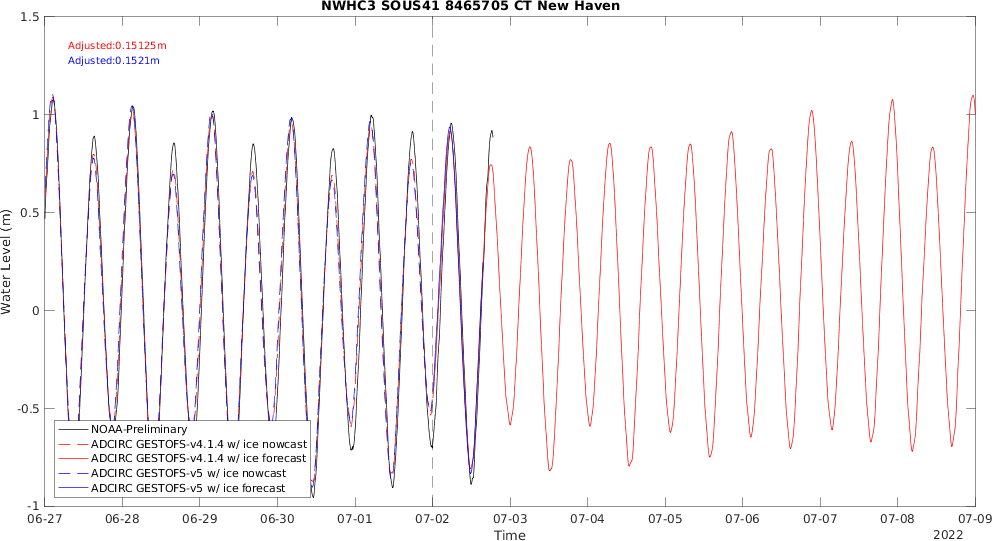 NWHC3 SOUS41 8465705 CT New Haven
1.5
Adjusted:0.15125m
Adjusted:0.1521m
1
0.5
Water Level (m)
0
-0.5
-1
NOAA-Preliminary
ADCIRC GESTOFS-v4.1.4 w/ ice nowcast
ADCIRC GESTOFS-v4.1.4 w/ ice forecast
ADCIRC GESTOFS-v5 w/ ice nowcast
ADCIRC GESTOFS-v5 w/ ice forecast
06-27 06-28 06-29 06-30 07-01 07-02 07-03 07-04 07-05 07-06 07-07 07-08 07-09
Time
2022